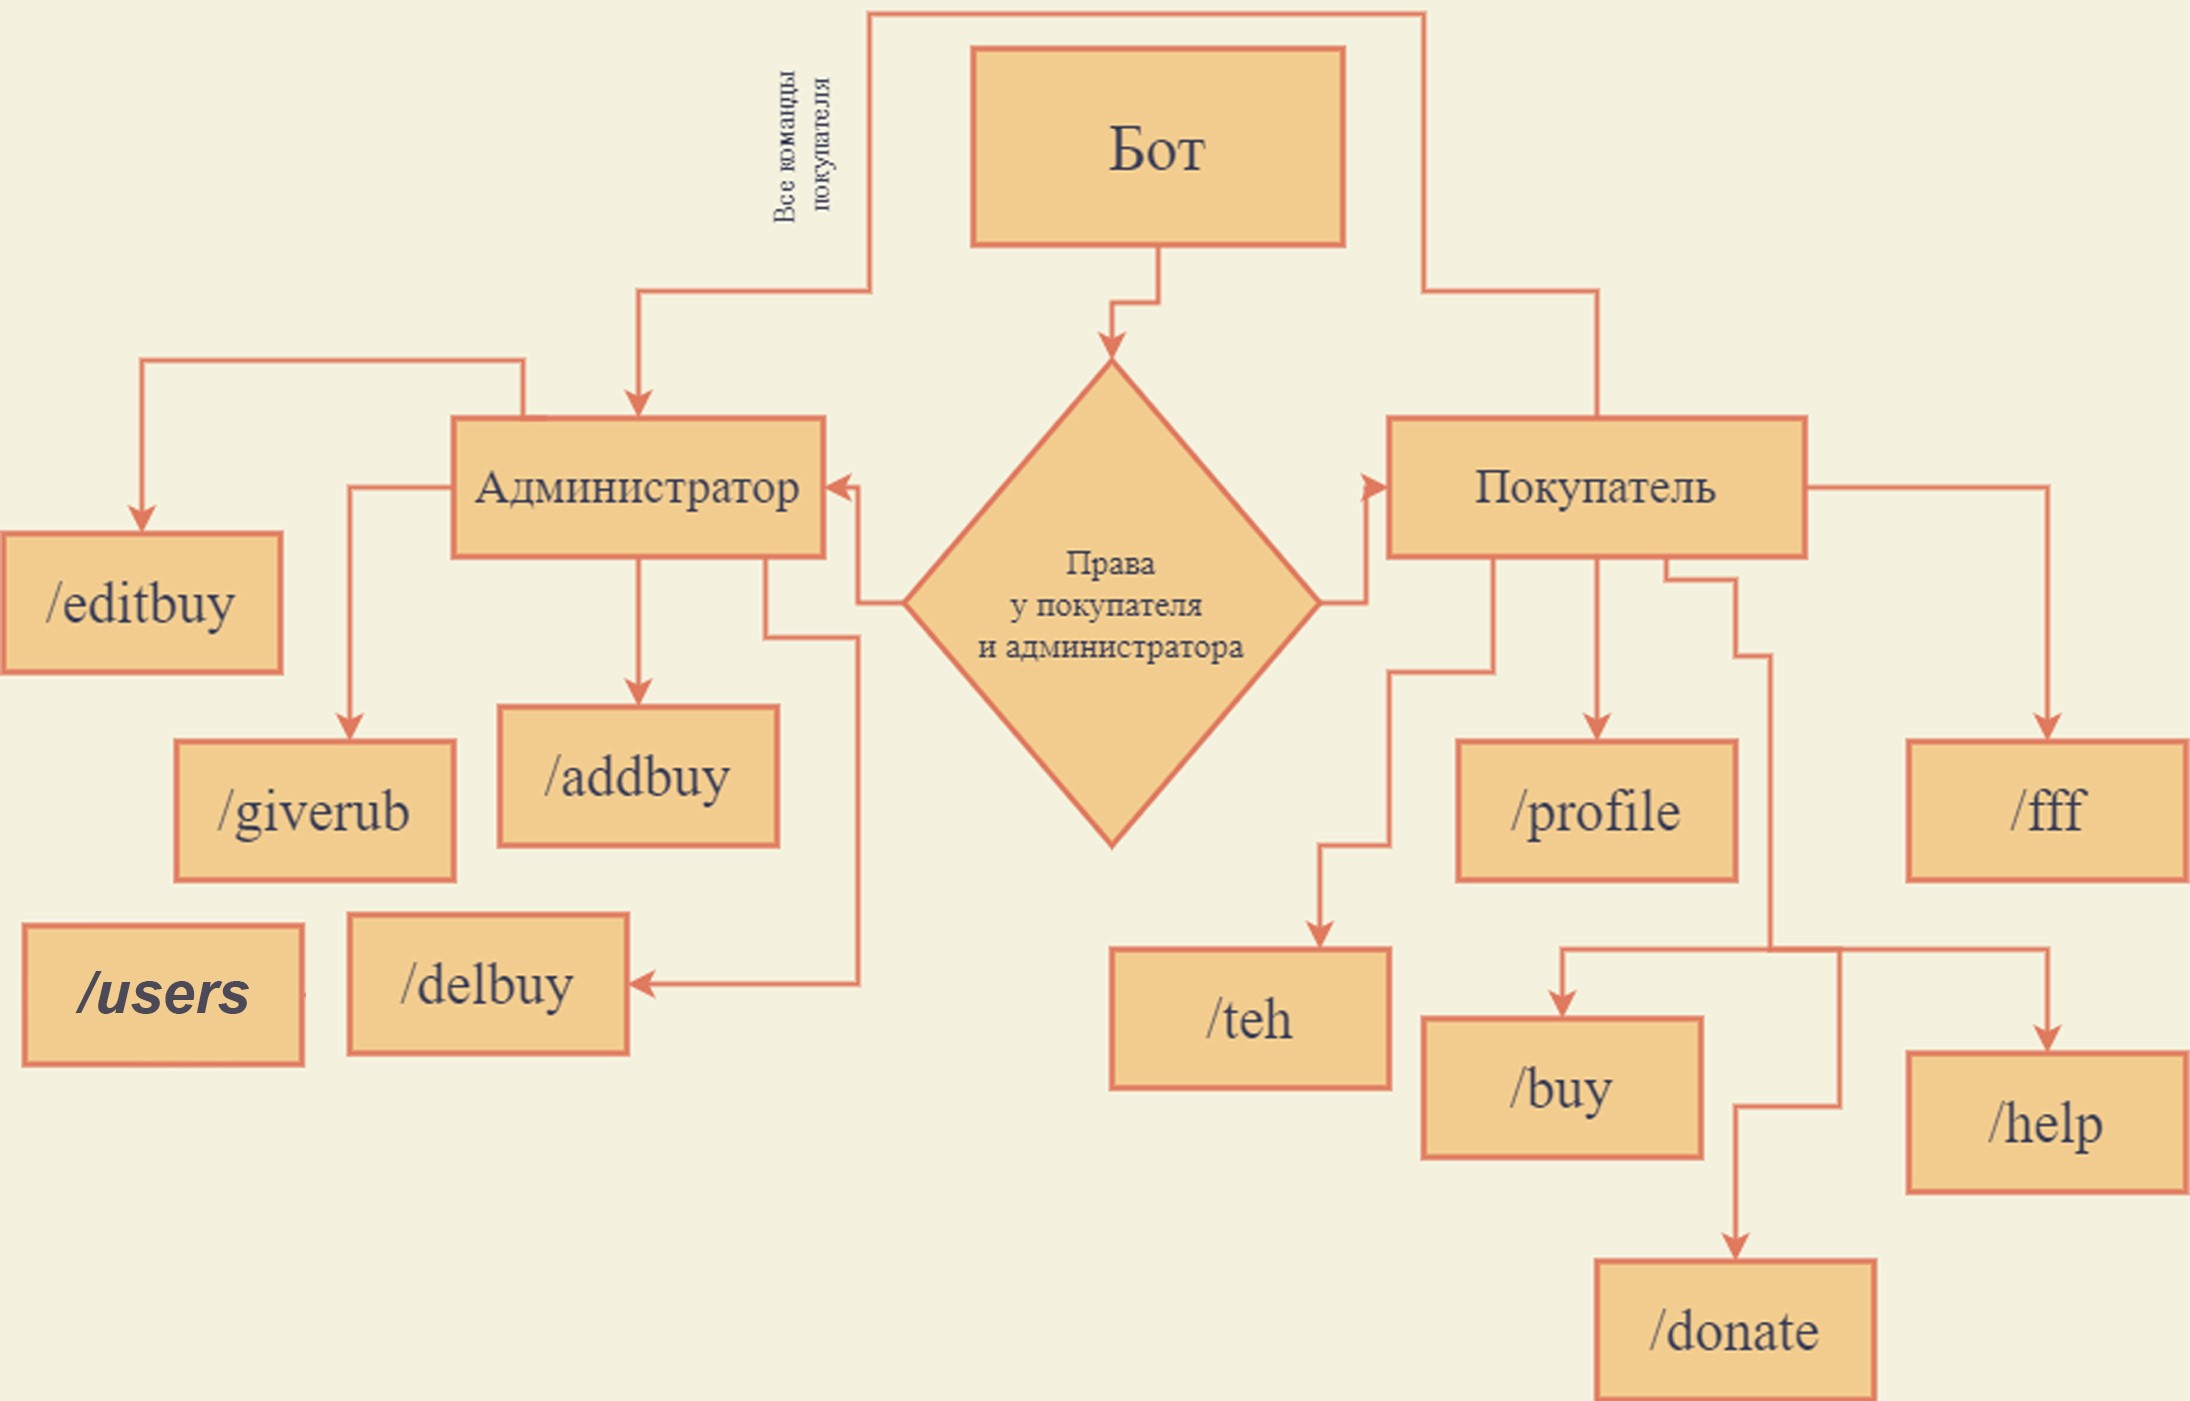 Все команды
покупателя
Бот
Администратор
Покупатель
Права
у покупателя
и администратора
/editbuy
/giverub
/addbuy
/profile
/fff
/users
/delbuy
/teh
/buy
/help
/donate